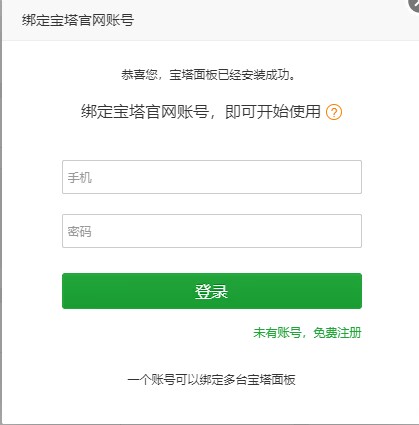 绑定宝塔官网账号
恭喜您，宝塔面板已经安装成功。
绑定宝塔官网账号，即可开始使用 ?
手机
密码
登录
未有账号，免费注册
一个账号可以绑定多台宝塔面板